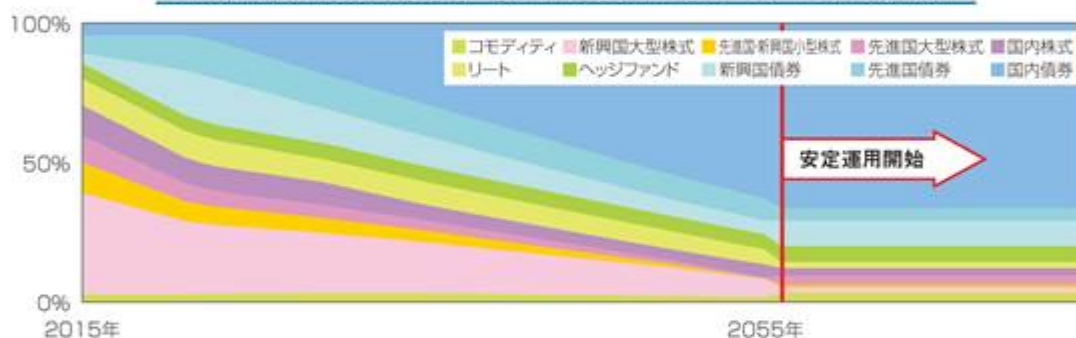 100%
コモディティ 新興国大型株式 先進国・新興国小型株式 先進国大型株式 国内株式
リート ヘッジファンド 新興国債券 先進国債券 国内債券
50%
安定運用開始
0%
2015年 2055年